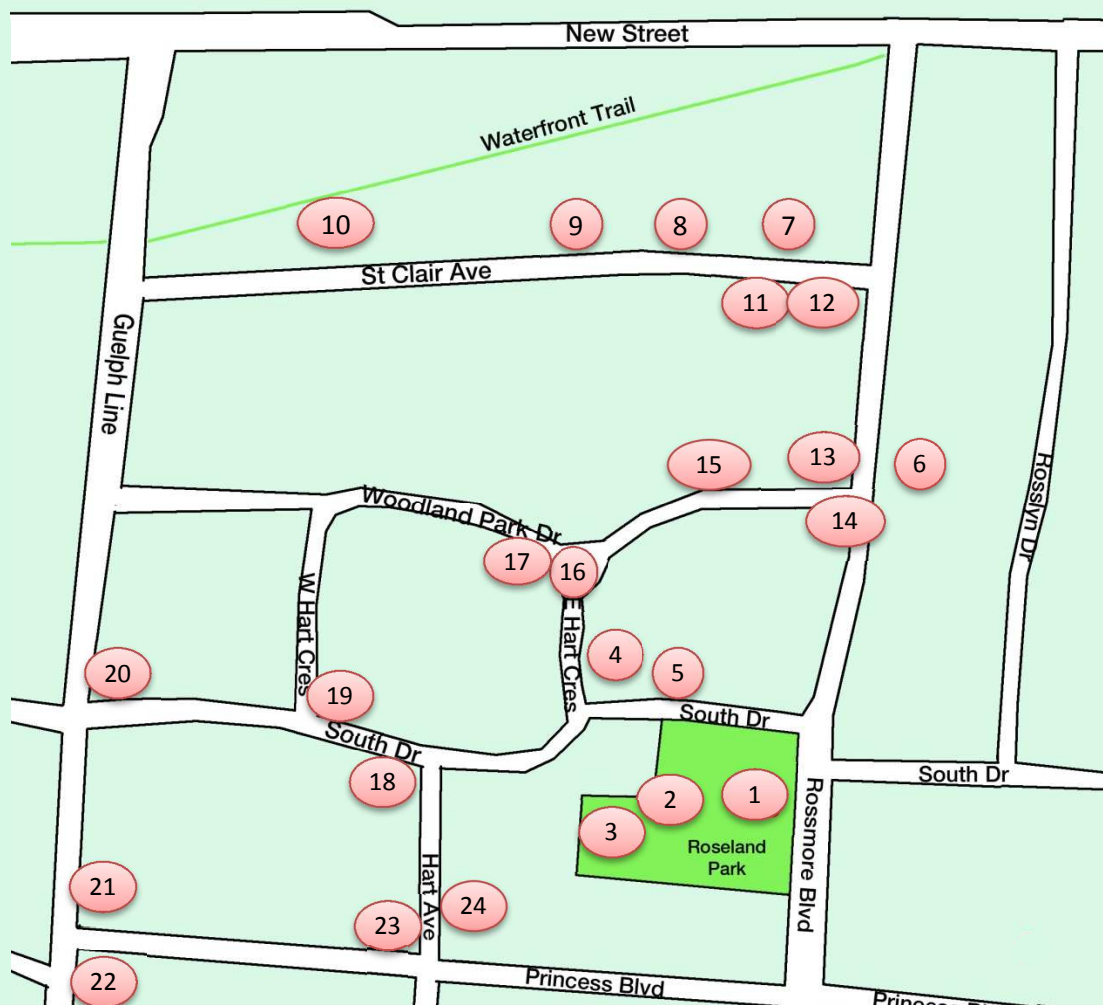 New Street
Waterfront Trail
10
9
8
7
St Clair Ave
11
12
Guelph Line
15
13
6
Rosslyn Dr
Woodland Park Dr
14
17
16
W Hart Cres
E Hart Cres
4
5
20
19
South Dr
South Dr
South Dr
18
2
1
3
Rossmore Blvd
Roseland
Park
21
Hart Ave
24
23
22
Princess Blvd